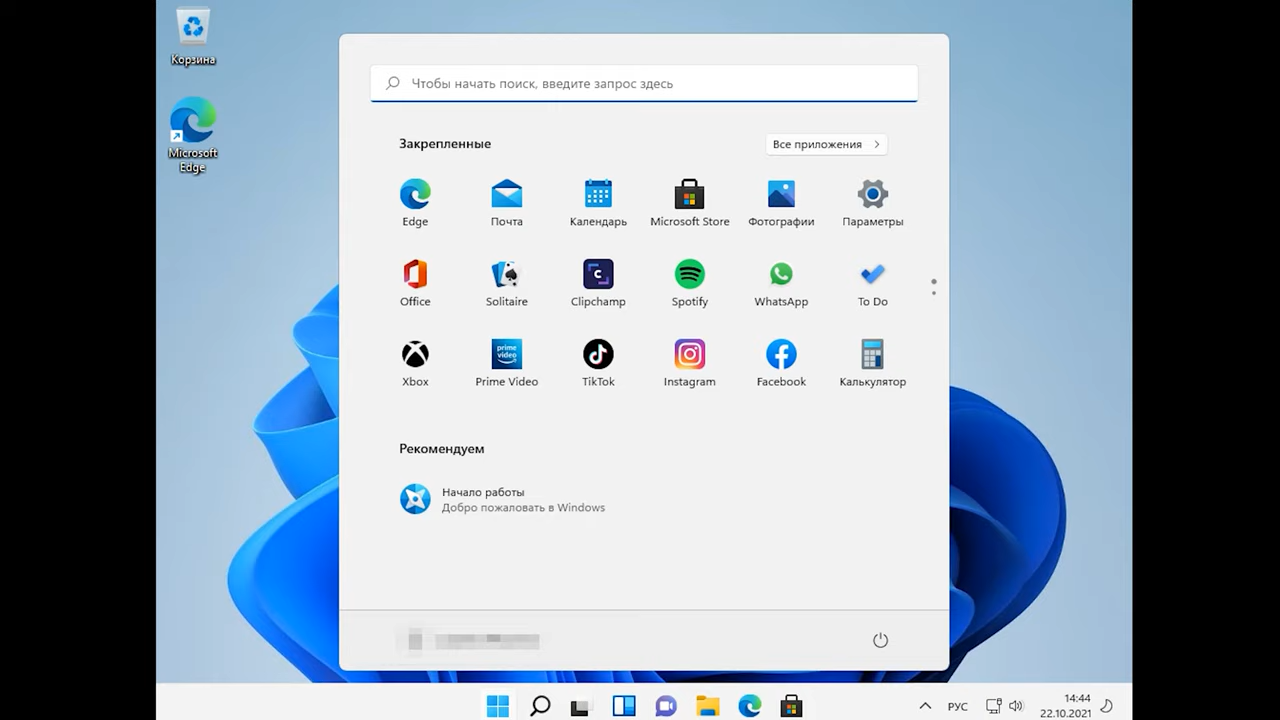 Корзина
Microsoft
Edge
Чтобы начать поиск, введите запрос здесь
Закрепленные
Все приложения
Edge
Почта
Календарь
Microsoft Store
Фотографии
Параметры
Office
Solitaire
Clipchamp
Spotify
WhatsApp
To Do
prime
video
Xbox
Prime Video
TikTok
Instagram
Facebook
Калькулятор
Рекомендуем
Начало работы
Добро пожаловать в Windows
РУС
14:44
22.10.2021